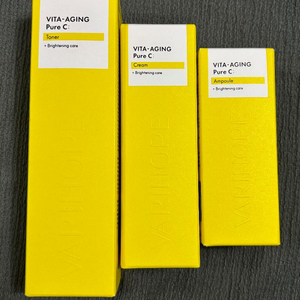 VITA-AGING
Pure C
Toner
+ Brightening care
VITA-AGING
Pure C
Cream
+ Brightening care
VITA-AGING
Pure C
Ampoule
+ Brightening care